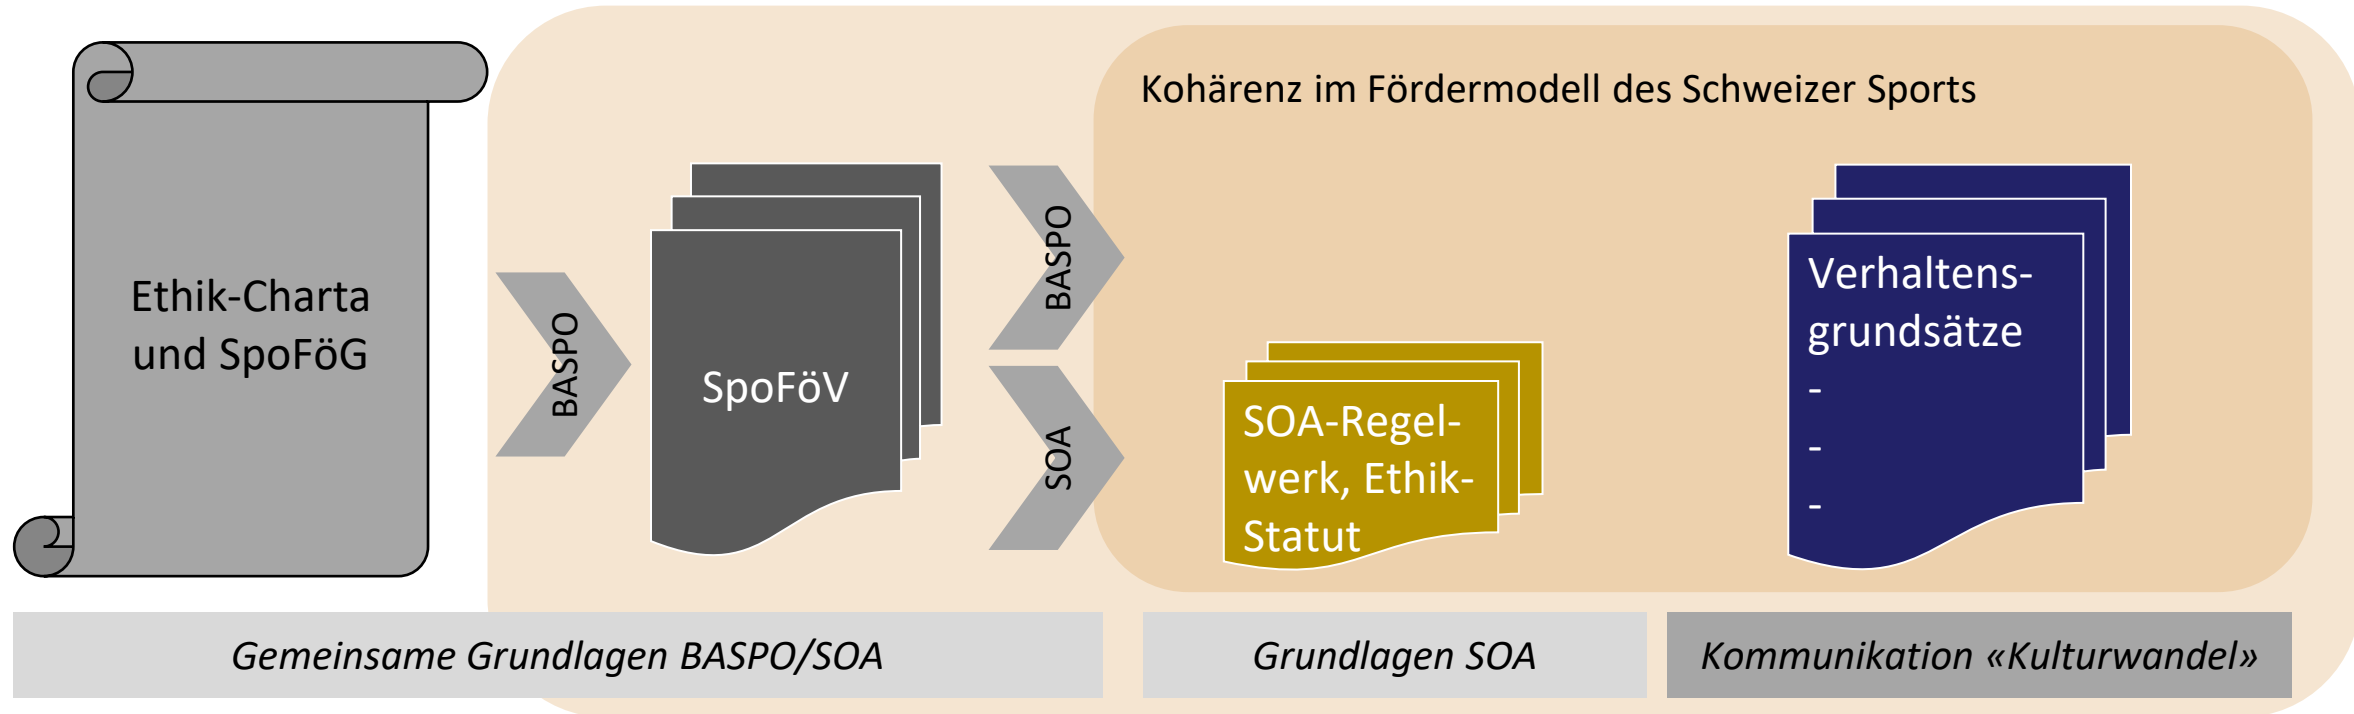 Kohärenz im Fördermodell des Schweizer Sports
Ethik-Charta
und SpoFöG
BASPO
SpoFöV
BASPO
SOA
SOA-Regel-
werk, Ethik-
Statut
Verhaltens-
grundsätze
-
-
-
Gemeinsame Grundlagen BASPO/SOA
Grundlagen SOA
Kommunikation «Kulturwandel»